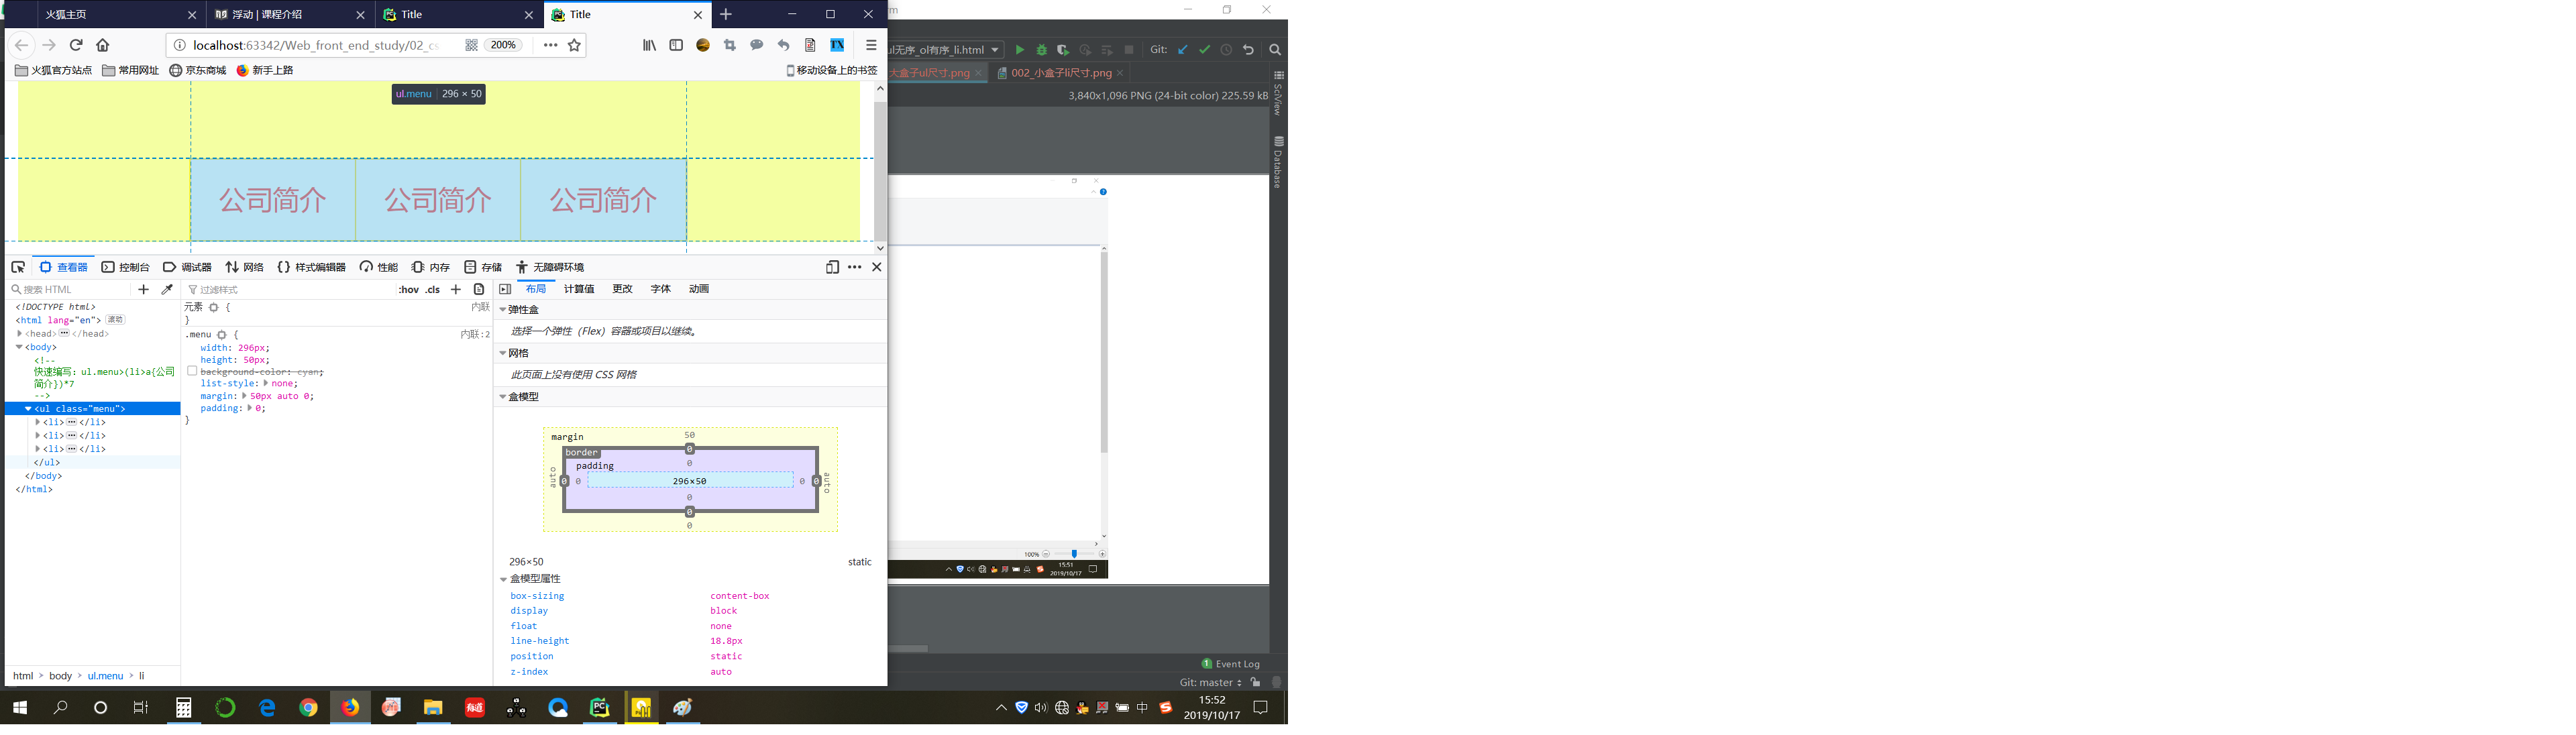 火狐主页
浮动 | 课程介绍
Title
Title
m
localhost:63342/Web_front_end_study/02_cs
200%
ul无序_ol有序_li.html
Git:
火狐官方站点
常用网址
京东商城
新手上路
移动设备上的书签
大盒子ul尺寸.png
002_小盒子li尺寸.png
3,840x1,096 PNG (24-bit color) 225.59 kB
SciView
Database
ul.menu 296 × 50
公司简介 公司简介 公司简介
查看器 控制台 调试器 网络 {} 样式编辑器 性能 内存 存储 无障碍环境
搜索 HTML
过滤样式
:hov .cls
布局 计算值 更改 字体 动画
<!DOCTYPE html>
<html lang="en"> 滚动
<head> ••• </head>
<body>
<!--
快速编写: ul.menu>(li>a{公司
简介})*7
-->
<ul class="menu">
<li> ••• </li>
<li> ••• </li>
<li> ••• </li>
</ul>
</body>
</html>
元素 {
内联
}
.menu {
内联:2
width: 296px;
height: 50px;
background-color: cyan;
list-style: none;
margin: 50px auto 0;
padding: 0;
}
弹性盒
选择一个弹性（Flex）容器或项目以继续。
网格
此页面上没有使用 CSS 网格
盒模型
margin
50
border
0
padding
0
auto 0 0 296×50 0 0 auto
0
0
0
296×50
static
盒模型属性
box-sizing content-box
display block
float none
line-height 18.8px
position static
z-index auto
html > body > ul.menu > li
100%
15:51
2019/10/17
1 Event Log
Git: master
中
15:52
2019/10/17